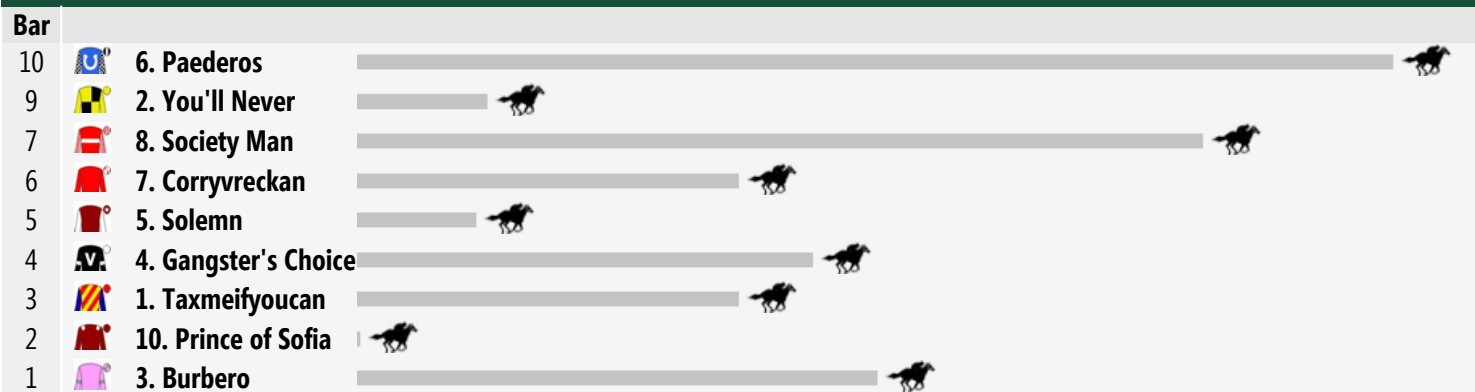 Bar
10 6. Paederos
9 2. You'll Never
7 8. Society Man
6 7. Corryvreckan
5 5. Solemn
4 V 4. Gangster's Choice
3 1. Taxmeifyoucan
2 10. Prince of Sofia
1 3. Burbero